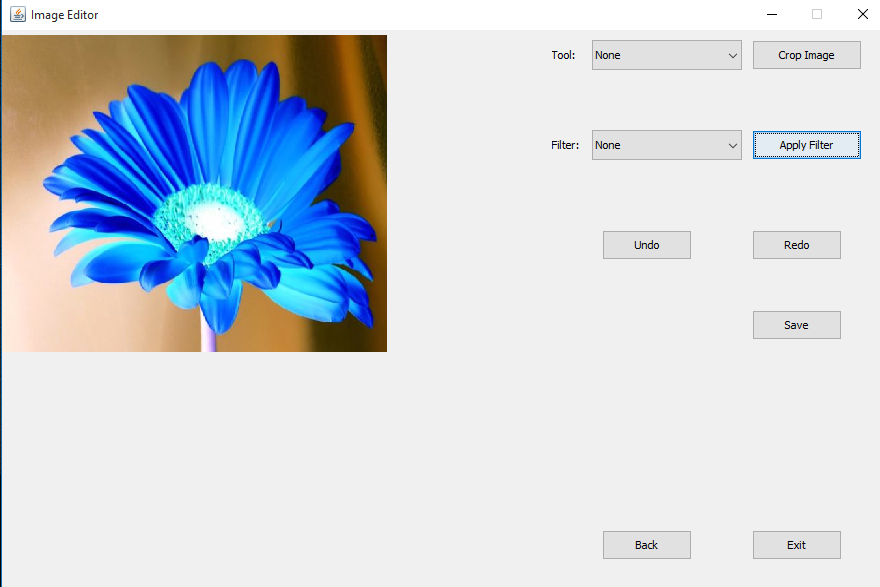 Image Editor
Tool: None Crop Image
Filter: None Apply Filter
Undo Redo
Save
Back Exit